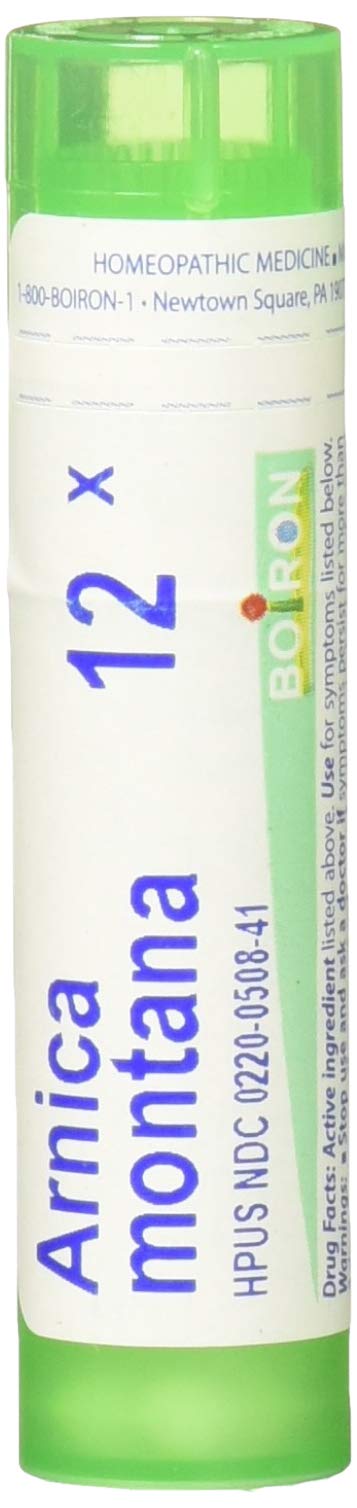 HOMEOPATHIC MEDICINE
1-800-BOIRON-1 • Newtown Square, PA
Arnica
montana
12 X
HPUS NDC 0220-0508-41
BOIRON
Drug Facts: Active ingredient listed above. Use for symptoms listed below.
Warnings: ■ Stop use and ask a doctor if symptoms persist for more than